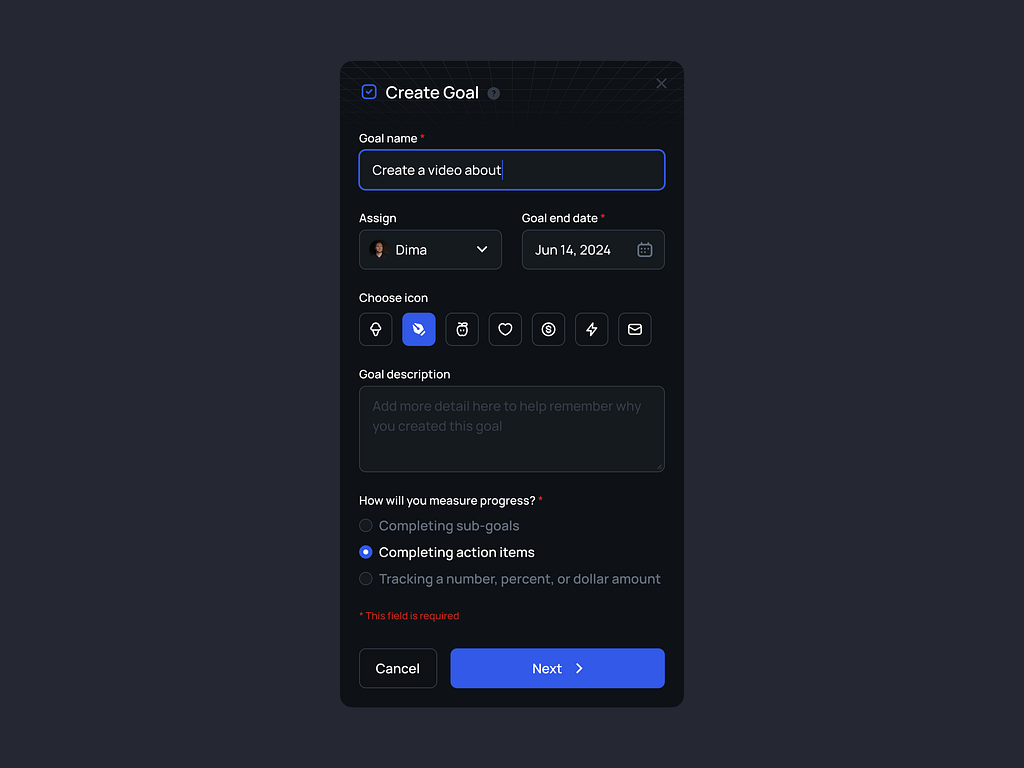 Create Goal ?
Goal name *
Create a video about
Assign
Goal end date *
Dima
Jun 14, 2024
Choose icon
Goal description
Add more detail here to help remember why
you created this goal
How will you measure progress? *
Completing sub-goals
Completing action items
Tracking a number, percent, or dollar amount
* This field is required
Cancel
Next